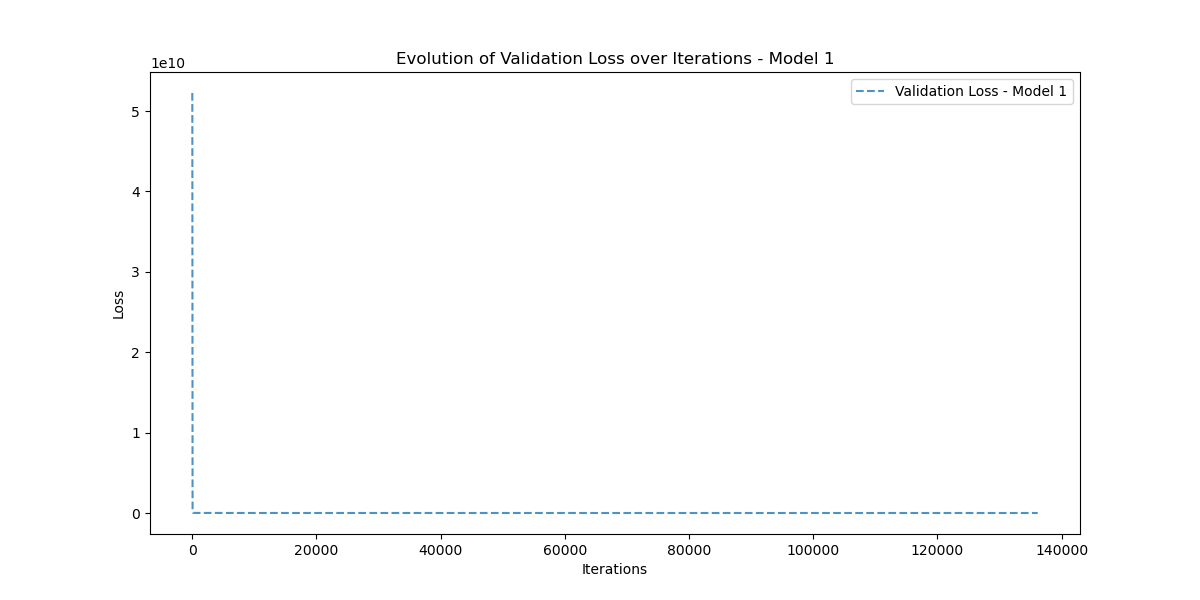 Evolution of Validation Loss over Iterations - Model 1
1e10
Validation Loss - Model 1
5
4
3
2
1
0
Loss
0 20000 40000 60000 80000 100000 120000 140000
Iterations